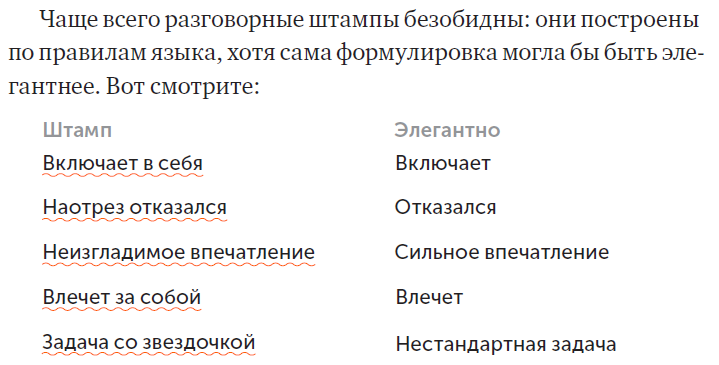 Чаще всего разговорные штампы безобидны: они построены
по правилам языка, хотя сама формулировка могла бы быть эле-
гантнее. Вот смотрите:
Штамп Элегантно
Включает в себя Включает
Наотрез отказался Отказался
Неизгладимое впечатление Сильное впечатление
Влечет за собой Влечет
Задача со звездочкой Нестандартная задача